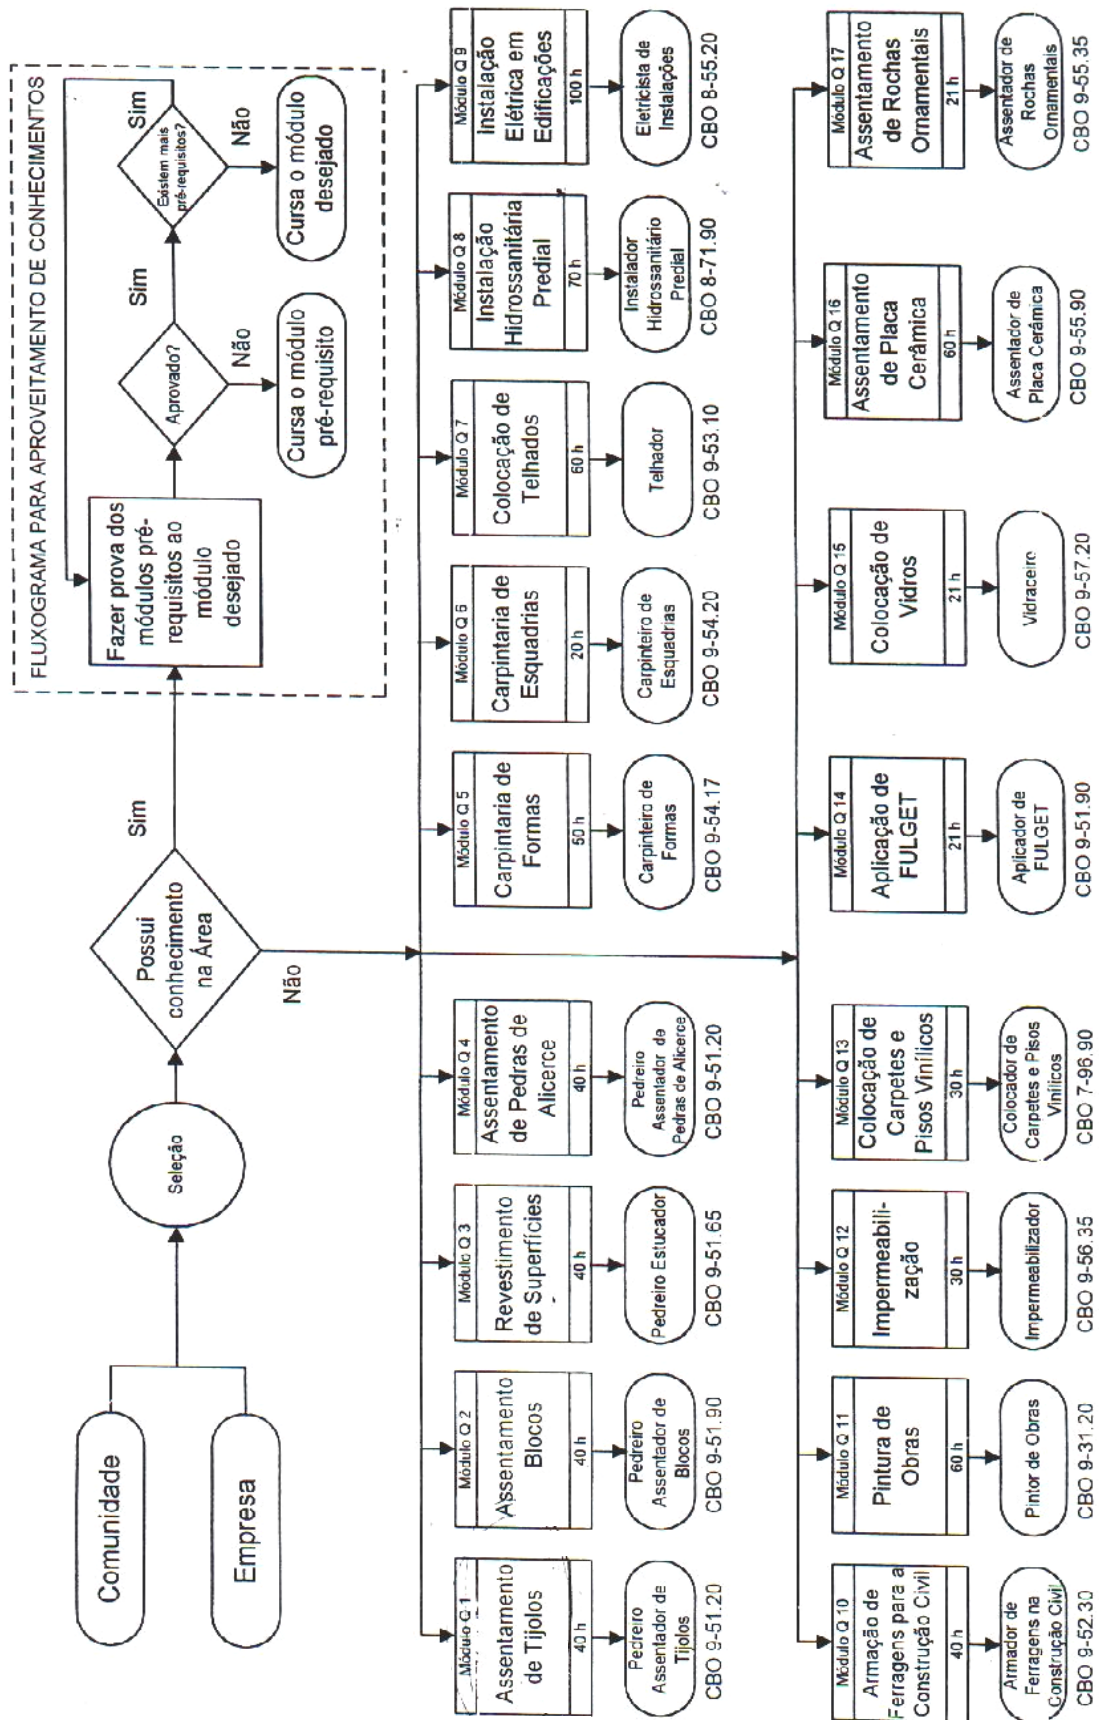 FLUXOGRAMA PARA APROVEITAMENTO DE CONHECIMENTOS
Comunidade
Empresa
Seleção
Possui
conhecimento
na Área
Sim
Não
Fazer prova dos
módulos pré-
requisitos ao
módulo
desejado
Aprovado?
Sim
Não
Cursa o módulo
pré-requisito
Existem mais
pré-requisitos?
Sim
Não
Cursa o módulo
desejado
Módulo Q 1
Assentamento
de Tijolos
40 h
Pedreiro
Assentador de
Tijolos
CBO 9-51.20
Módulo Q 2
Assentamento
Blocos
40 h
Pedreiro
Assentador de
Blocos
CBO 9-51.90
Módulo Q 3
Revestimento
de Superfícies
40 h
Pedreiro Estucador
CBO 9-51.65
Módulo Q 4
Assentamento
de Pedras de
Alicerce
40 h
Pedreiro
Assentador de
Pedras de Alicerce
CBO 9-51.20
Módulo Q 5
Carpintaria de
Formas
50 h
Carpinteiro de
Formas
CBO 9-54.17
Módulo Q 6
Carpintaria de
Esquadrias
20 h
Carpinteiro de
Esquadrias
CBO 9-54.20
Módulo Q 7
Colocação de
Telhados
60 h
Telhador
CBO 9-53.10
Módulo Q 8
Instalação
Hidrossanitária
Predial
70 h
Instalador
Hidrossanitário
Predial
CBO 8-71.90
Módulo Q 9
Instalação
Elétrica em
Edificações
100 h
Eletricista de
Instalações
CBO 8-55.20
Módulo Q 10
Armação de
Ferragens para a
Construção Civil
40 h
Armador de
Ferragens na
Construção Civil
CBO 9-52.30
Módulo Q 11
Pintura de
Obras
60 h
Pintor de Obras
CBO 9-31.20
Módulo Q 12
Impermeabili-
zação
30 h
Impermeabilizador
CBO 9-56.35
Módulo Q 13
Colocação de
Carpetes e
Pisos Vinílicos
30 h
Colocador de
Carpetes e Pisos
Vinílicos
CBO 7-96.90
Módulo Q 14
Aplicação de
FULGET
21 h
Aplicador de
FULGET
CBO 9-51.90
Módulo Q 15
Colocação de
Vidros
21 h
Vidraceiro
CBO 9-57.20
Módulo Q 16
Assentamento
de Placa
Cerâmica
60 h
Assentador de
Placa Cerâmica
CBO 9-55.90
Módulo Q 17
Assentamento
de Rochas
Ornamentais
21 h
Assentador de
Rochas
Ornamentais
CBO 9-55.35